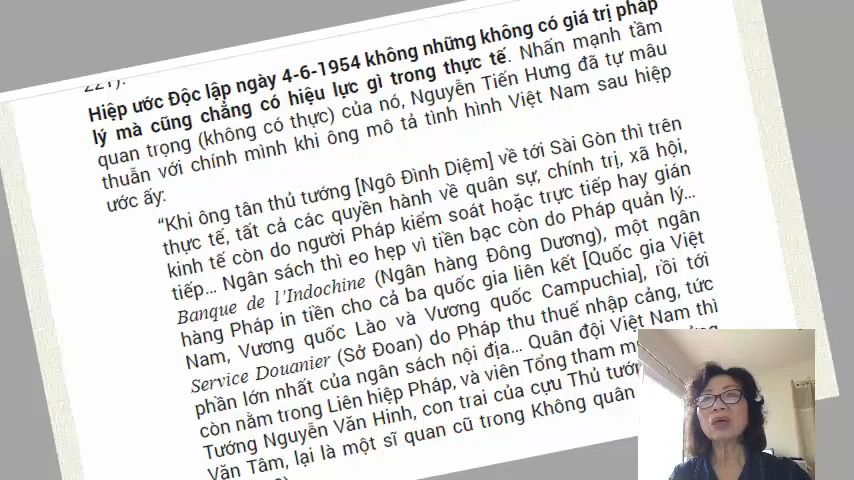 221).
Hiệp ước Độc lập ngày 4-6-1954 không những không có giá trị pháp
lý mà cũng chẳng có hiệu lực gì trong thực tế. Nhấn mạnh tầm
quan trọng (không có thực) của nó, Nguyễn Tiến Hưng đã tự mâu
thuẫn với chính mình khi ông mô tả tình hình Việt Nam sau hiệp
ước ấy:
“Khi ông tân thủ tướng [Ngô Đình Diệm] về tới Sài Gòn thì trên
thực tế, tất cả các quyền hành về quân sự, chính trị, xã hội,
kinh tế còn do người Pháp kiểm soát hoặc trực tiếp hay gián
tiếp... Ngân sách thì eo hẹp vì tiền bạc còn do Pháp quản lý...
Banque de l’Indochine (Ngân hàng Đông Dương), một ngân
hàng Pháp in tiền cho cả ba quốc gia liên kết [Quốc gia Việt
Nam, Vương quốc Lào và Vương quốc Campuchia], rồi tới
Service Douanier (Sở Đoan) do Pháp thu thuế nhập cảng, tức
phần lớn nhất của ngân sách nội địa... Quân đội Việt Nam thì
còn nằm trong Liên hiệp Pháp, và viên Tổng tham
Tướng Nguyễn Văn Hinh, con trai của cựu Thủ
Văn Tâm, lại là một sĩ quan cũ trong Không quân